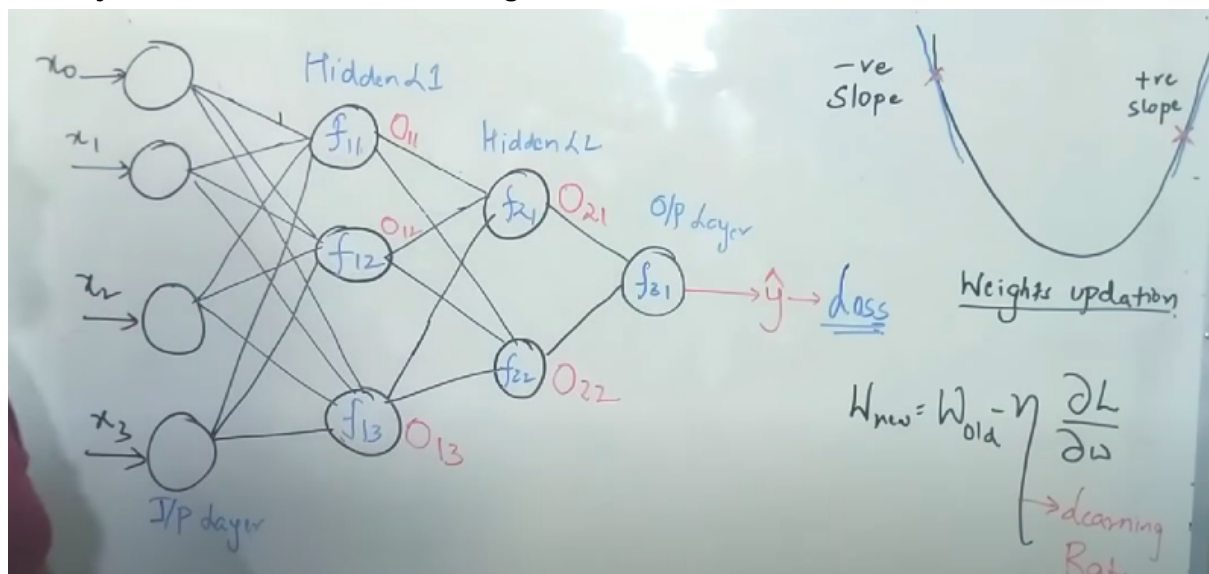 x0
x1
x2
x3
I/P Layer
Hidden L1
f11
O11
f12
O12
f13
O13
Hidden L2
f21
O21
f22
O22
O/P Layer
f31
ŷ
Loss
-ve
Slope
+ve
slope
Weights updation
Wnew = Wold - η ∂L/∂w
Learning